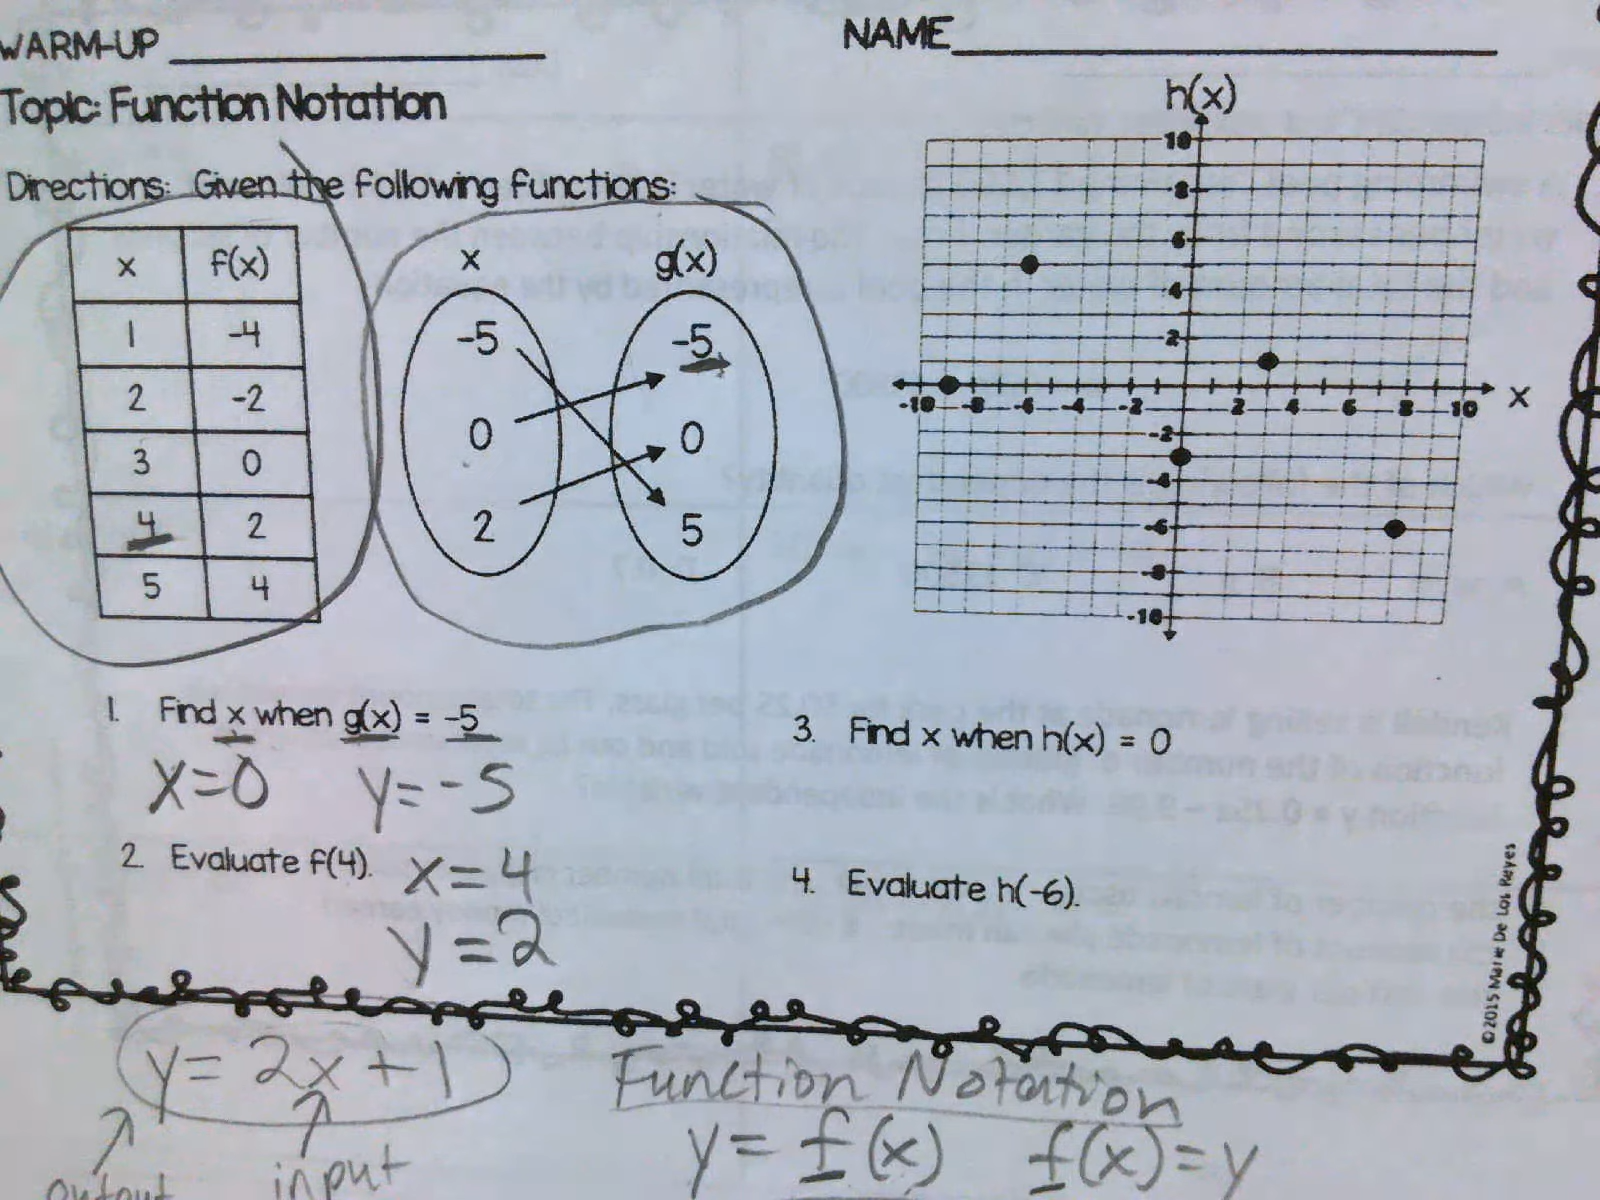 WARM-UP
NAME
Topic: Function Notation
Directions: Given the following functions:
x f(x)
1 -4
2 -2
3 0
4 2
5 4
x g(x)
-5 -5
0 0
2 5
h(x)
10
8
6
4
2
-10 -8 -6 -4 -2 2 4 6 8 10 x
-2
-4
-6
-8
-10
1. Find x when g(x) = -5
x=0 y=-5
2. Evaluate f(4). x=4
y=2
3. Find x when h(x) = 0
4. Evaluate h(-6).
©2015 Marie De Los Reyes
y=2x+1
output input
Function Notation
y=f(x) f(x)=y